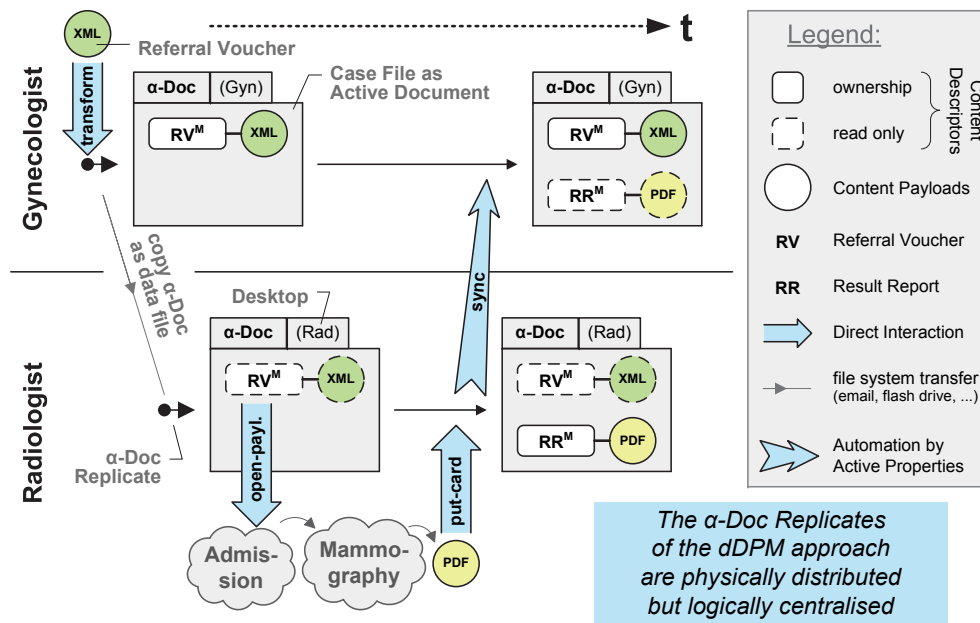 XML
Referral Voucher
t
Gynecologist
transform
α-Doc
(Gyn)
Case File as
Active Document
RVᴹ
XML
α-Doc
(Gyn)
RVᴹ
XML
RRᴹ
PDF
copy α-Doc
as data file
sync
Radiologist
Desktop
α-Doc
(Rad)
RVᴹ
XML
α-Doc
(Rad)
RVᴹ
XML
RRᴹ
PDF
α-Doc
Replicate
open-payl.
put-card
Admis-
sion
Mammo-
graphy
PDF
Legend:
ownership
read only
Content
Descriptors
Content Payloads
RV
Referral Voucher
RR
Result Report
Direct Interaction
file system transfer
(email, flash drive, ...)
Automation by
Active Properties
The α-Doc Replicates
of the dDPM approach
are physically distributed
but logically centralised